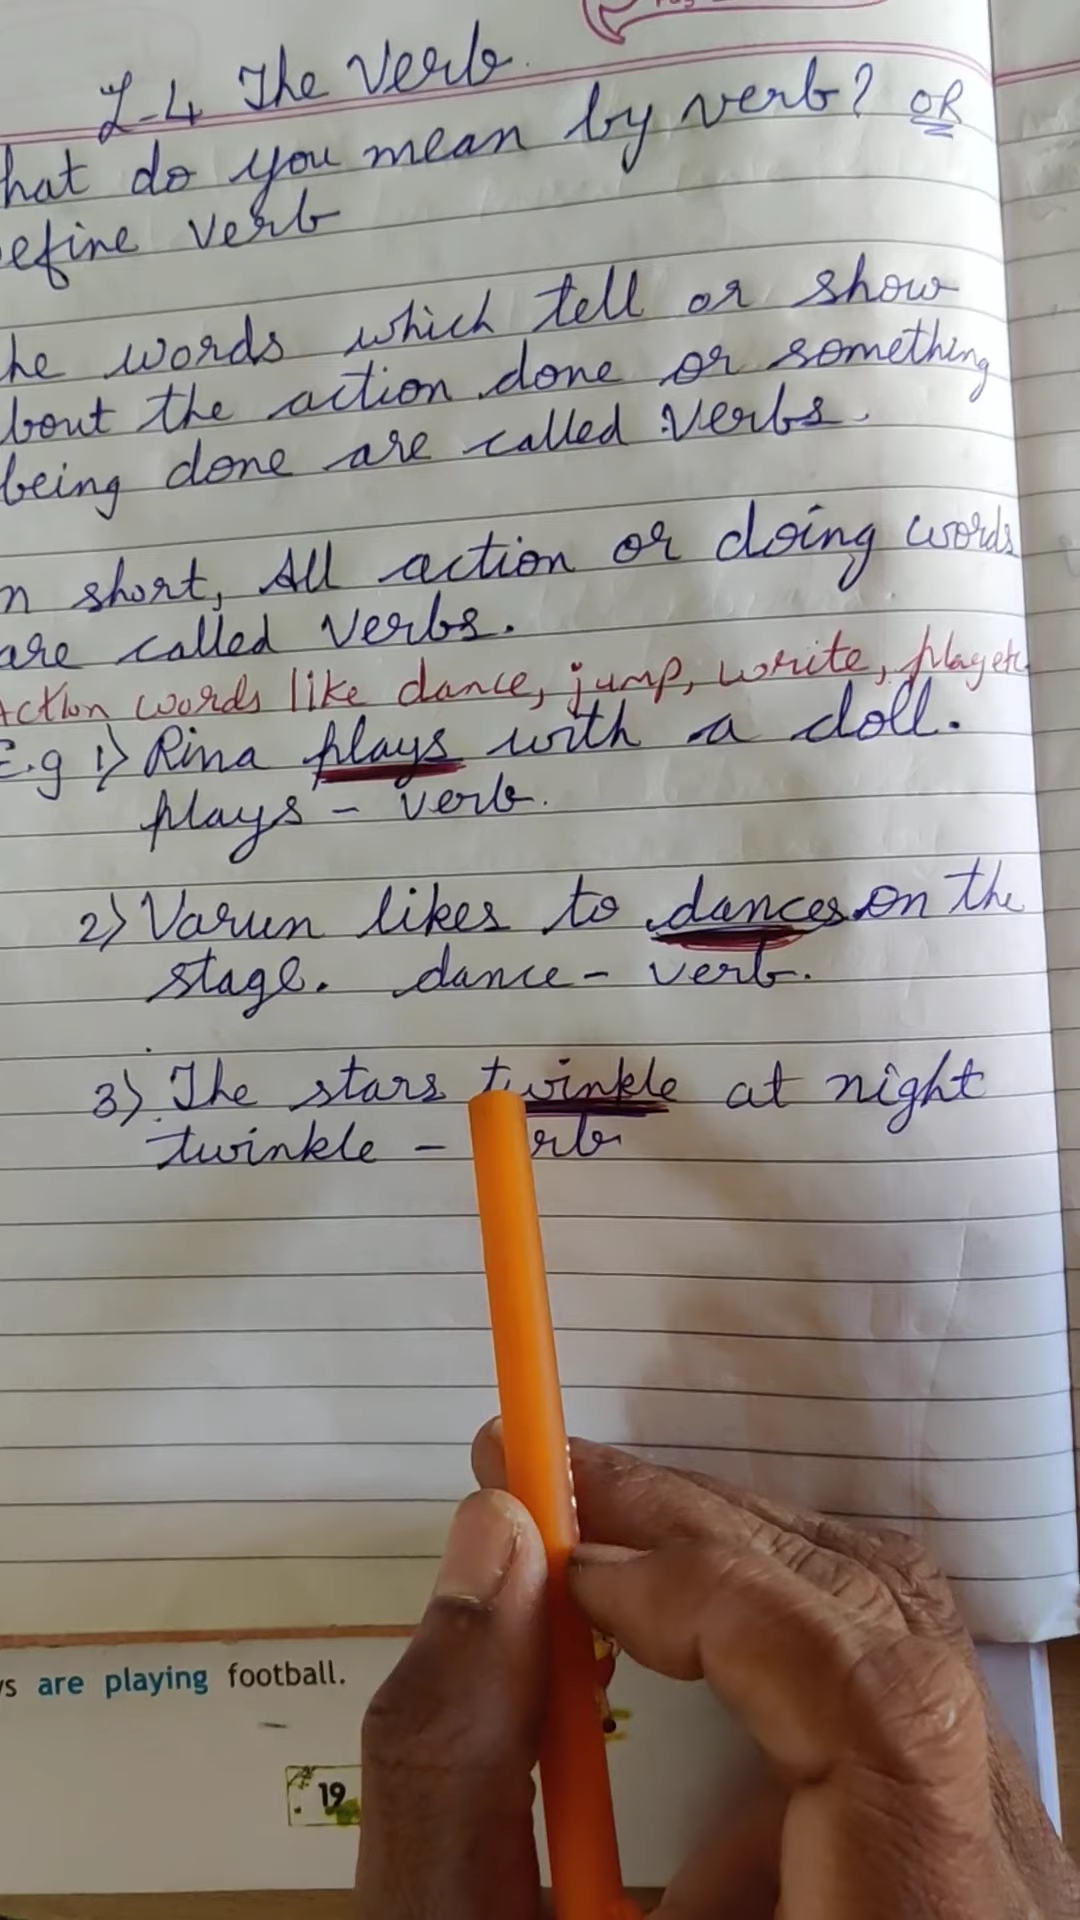 L-4 The Verb.
hat do you mean by verb? OR
efine verb
he words which tell or show
bout the action done or something
being done are called verbs.
n short, All action or doing words
are called verbs.
Action words like dance, jump, write, play etc
E.g 1) Rina plays with a doll.
plays - verb.
2) Varun likes to dances on the
stage. dance - verb.
3) The stars twinkle at night
twinkle - rb
ys are playing football.
19